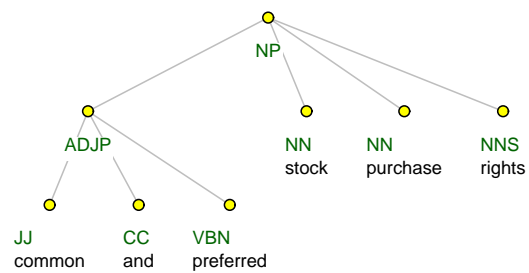 NP
ADJP NN NN NNS
stock purchase rights
JJ CC VBN
common and preferred